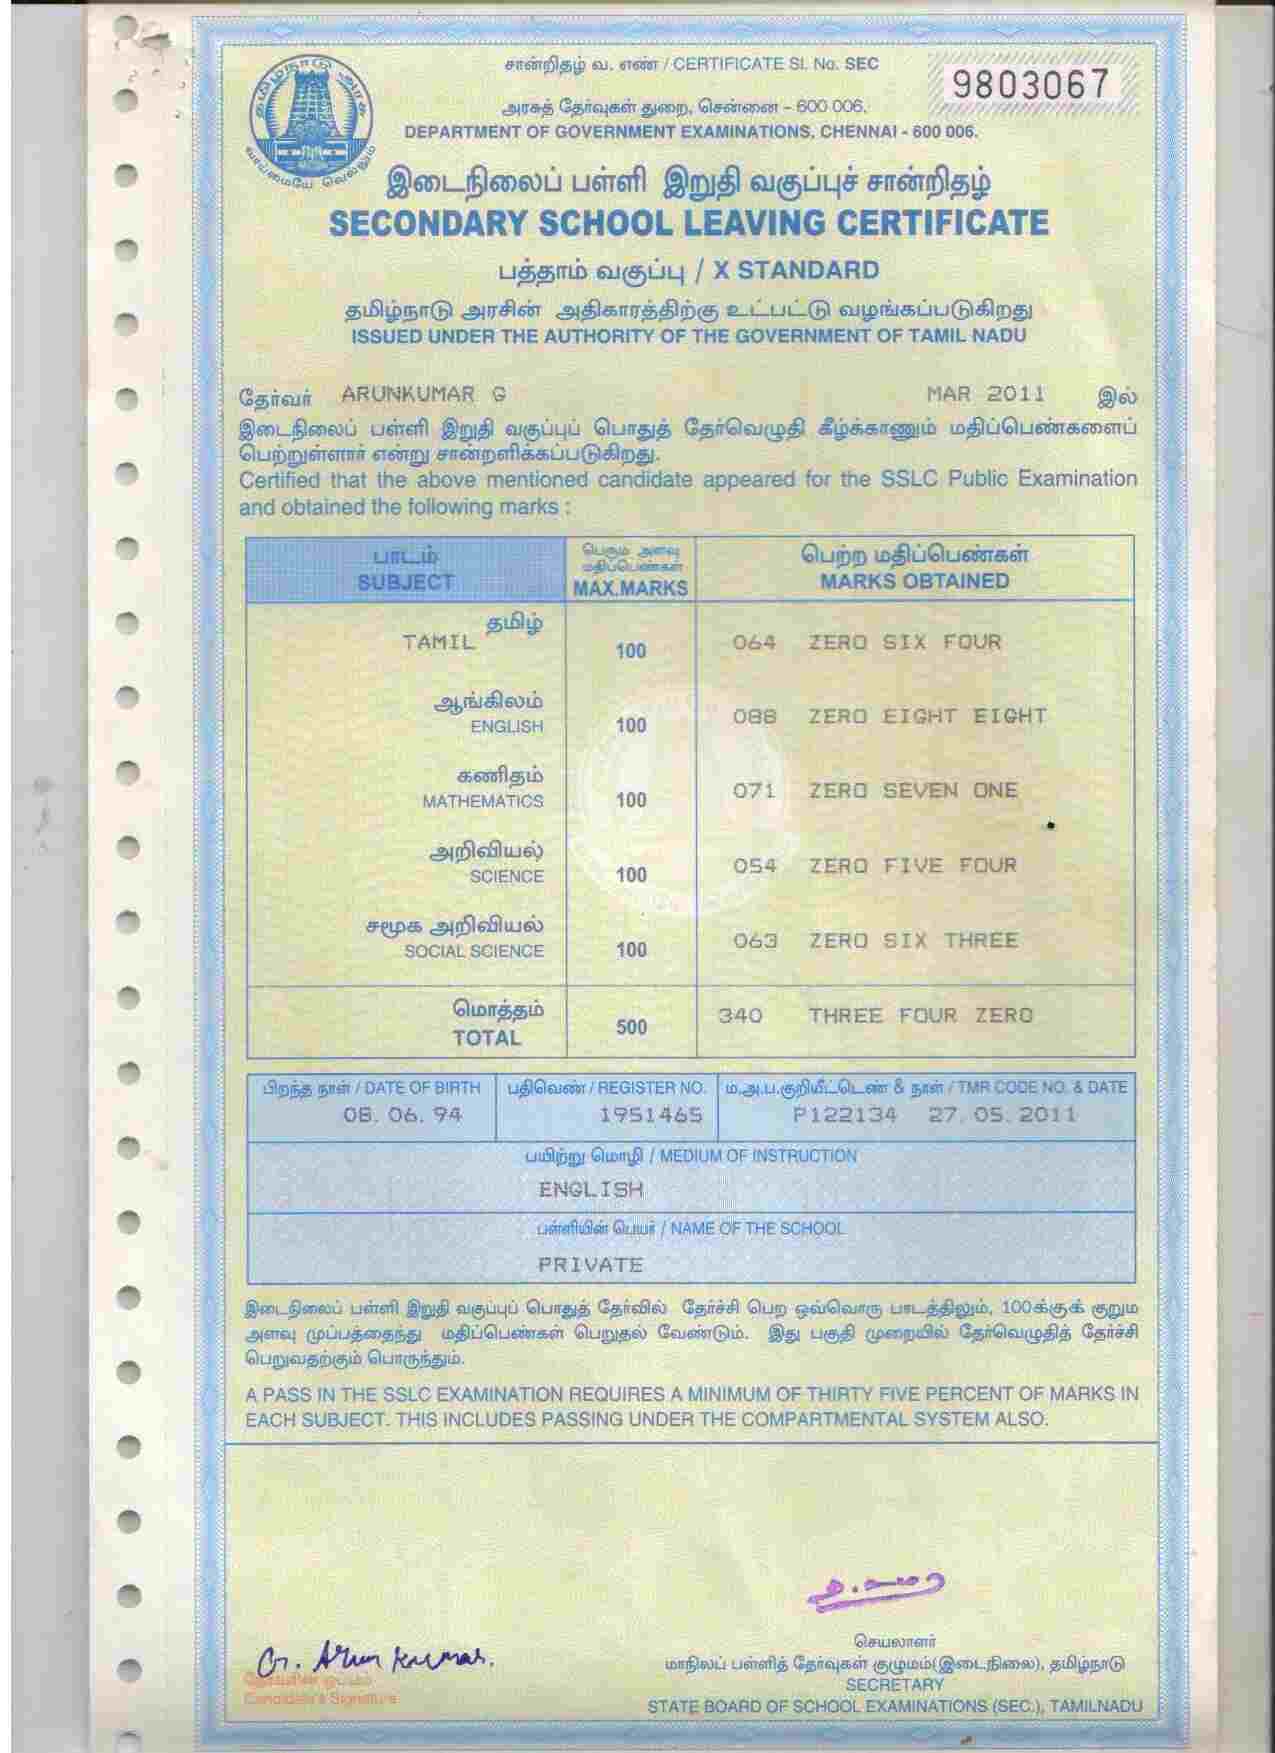 தமிழ்நாடு அரசு
வாய்மையே வெல்லும்
சான்றிதழ் வ. எண் / CERTIFICATE Sl. No. SEC
9803067
அரசுத் தேர்வுகள் துறை, சென்னை - 600 006.
DEPARTMENT OF GOVERNMENT EXAMINATIONS, CHENNAI - 600 006.
இடைநிலைப் பள்ளி இறுதி வகுப்புச் சான்றிதழ்
SECONDARY SCHOOL LEAVING CERTIFICATE
பத்தாம் வகுப்பு / X STANDARD
தமிழ்நாடு அரசின் அதிகாரத்திற்கு உட்பட்டு வழங்கப்படுகிறது
ISSUED UNDER THE AUTHORITY OF THE GOVERNMENT OF TAMIL NADU
தேர்வர் ARUNKUMAR G MAR 2011 இல்
இடைநிலைப் பள்ளி இறுதி வகுப்புப் பொதுத் தேர்வெழுதி கீழ்க்காணும் மதிப்பெண்களைப்
பெற்றுள்ளார் என்று சான்றளிக்கப்படுகிறது.
Certified that the above mentioned candidate appeared for the SSLC Public Examination
and obtained the following marks :
பாடம் பெரும அளவு மதிப்பெண்கள் பெற்ற மதிப்பெண்கள்
SUBJECT MAX.MARKS MARKS OBTAINED
தமிழ்
TAMIL 100 064 ZERO SIX FOUR
ஆங்கிலம்
ENGLISH 100 088 ZERO EIGHT EIGHT
கணிதம்
MATHEMATICS 100 071 ZERO SEVEN ONE
அறிவியல்
SCIENCE 100 054 ZERO FIVE FOUR
சமூக அறிவியல்
SOCIAL SCIENCE 100 063 ZERO SIX THREE
மொத்தம்
TOTAL 500 340 THREE FOUR ZERO
பிறந்த நாள் / DATE OF BIRTH பதிவெண் / REGISTER NO. ம.அ.ப.குறியீட்டெண் & நாள் / TMR CODE NO. & DATE
08. 06. 94 1951465 P122134 27. 05. 2011
பயிற்று மொழி / MEDIUM OF INSTRUCTION
ENGLISH
பள்ளியின் பெயர் / NAME OF THE SCHOOL
PRIVATE
இடைநிலைப் பள்ளி இறுதி வகுப்புப் பொதுத் தேர்வில் தேர்ச்சி பெற ஒவ்வொரு பாடத்திலும், 100க்குக் குறும
அளவு முப்பத்தைந்து மதிப்பெண்கள் பெறுதல் வேண்டும். இது பகுதி முறையில் தேர்வெழுதித் தேர்ச்சி
பெறுவதற்கும் பொருந்தும்.
A PASS IN THE SSLC EXAMINATION REQUIRES A MINIMUM OF THIRTY FIVE PERCENT OF MARKS IN
EACH SUBJECT. THIS INCLUDES PASSING UNDER THE COMPARTMENTAL SYSTEM ALSO.
G. Arun Kumar.
தேர்வரின் ஒப்பம்
Candidate's Signature
செயலாளர்
மாநிலப் பள்ளித் தேர்வுகள் குழுமம்(இடைநிலை), தமிழ்நாடு
SECRETARY
STATE BOARD OF SCHOOL EXAMINATIONS (SEC.), TAMILNADU